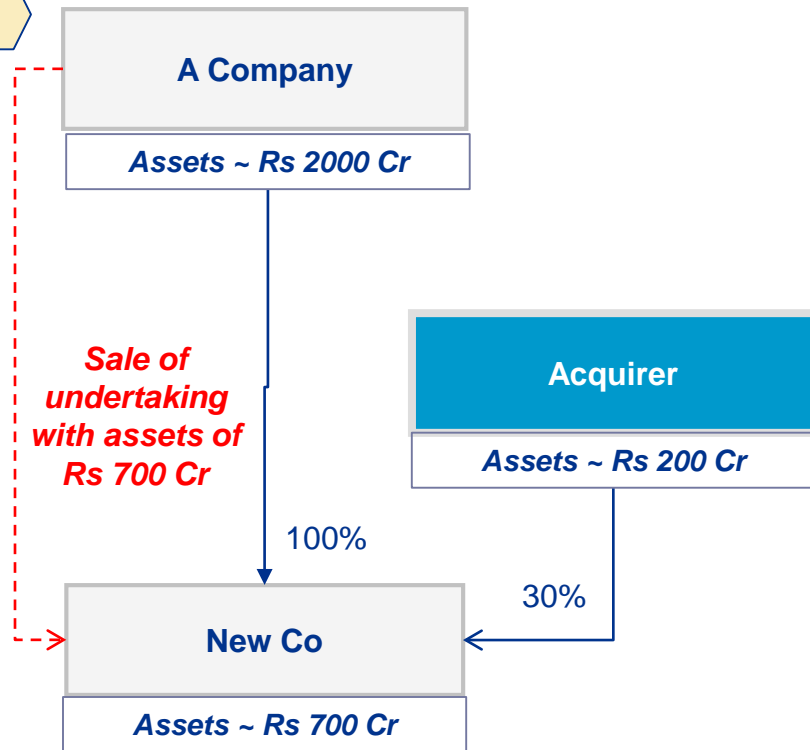 A Company
Assets ~ Rs 2000 Cr
Sale of
undertaking
with assets of
Rs 700 Cr
Acquirer
Assets ~ Rs 200 Cr
100%
30%
New Co
Assets ~ Rs 700 Cr